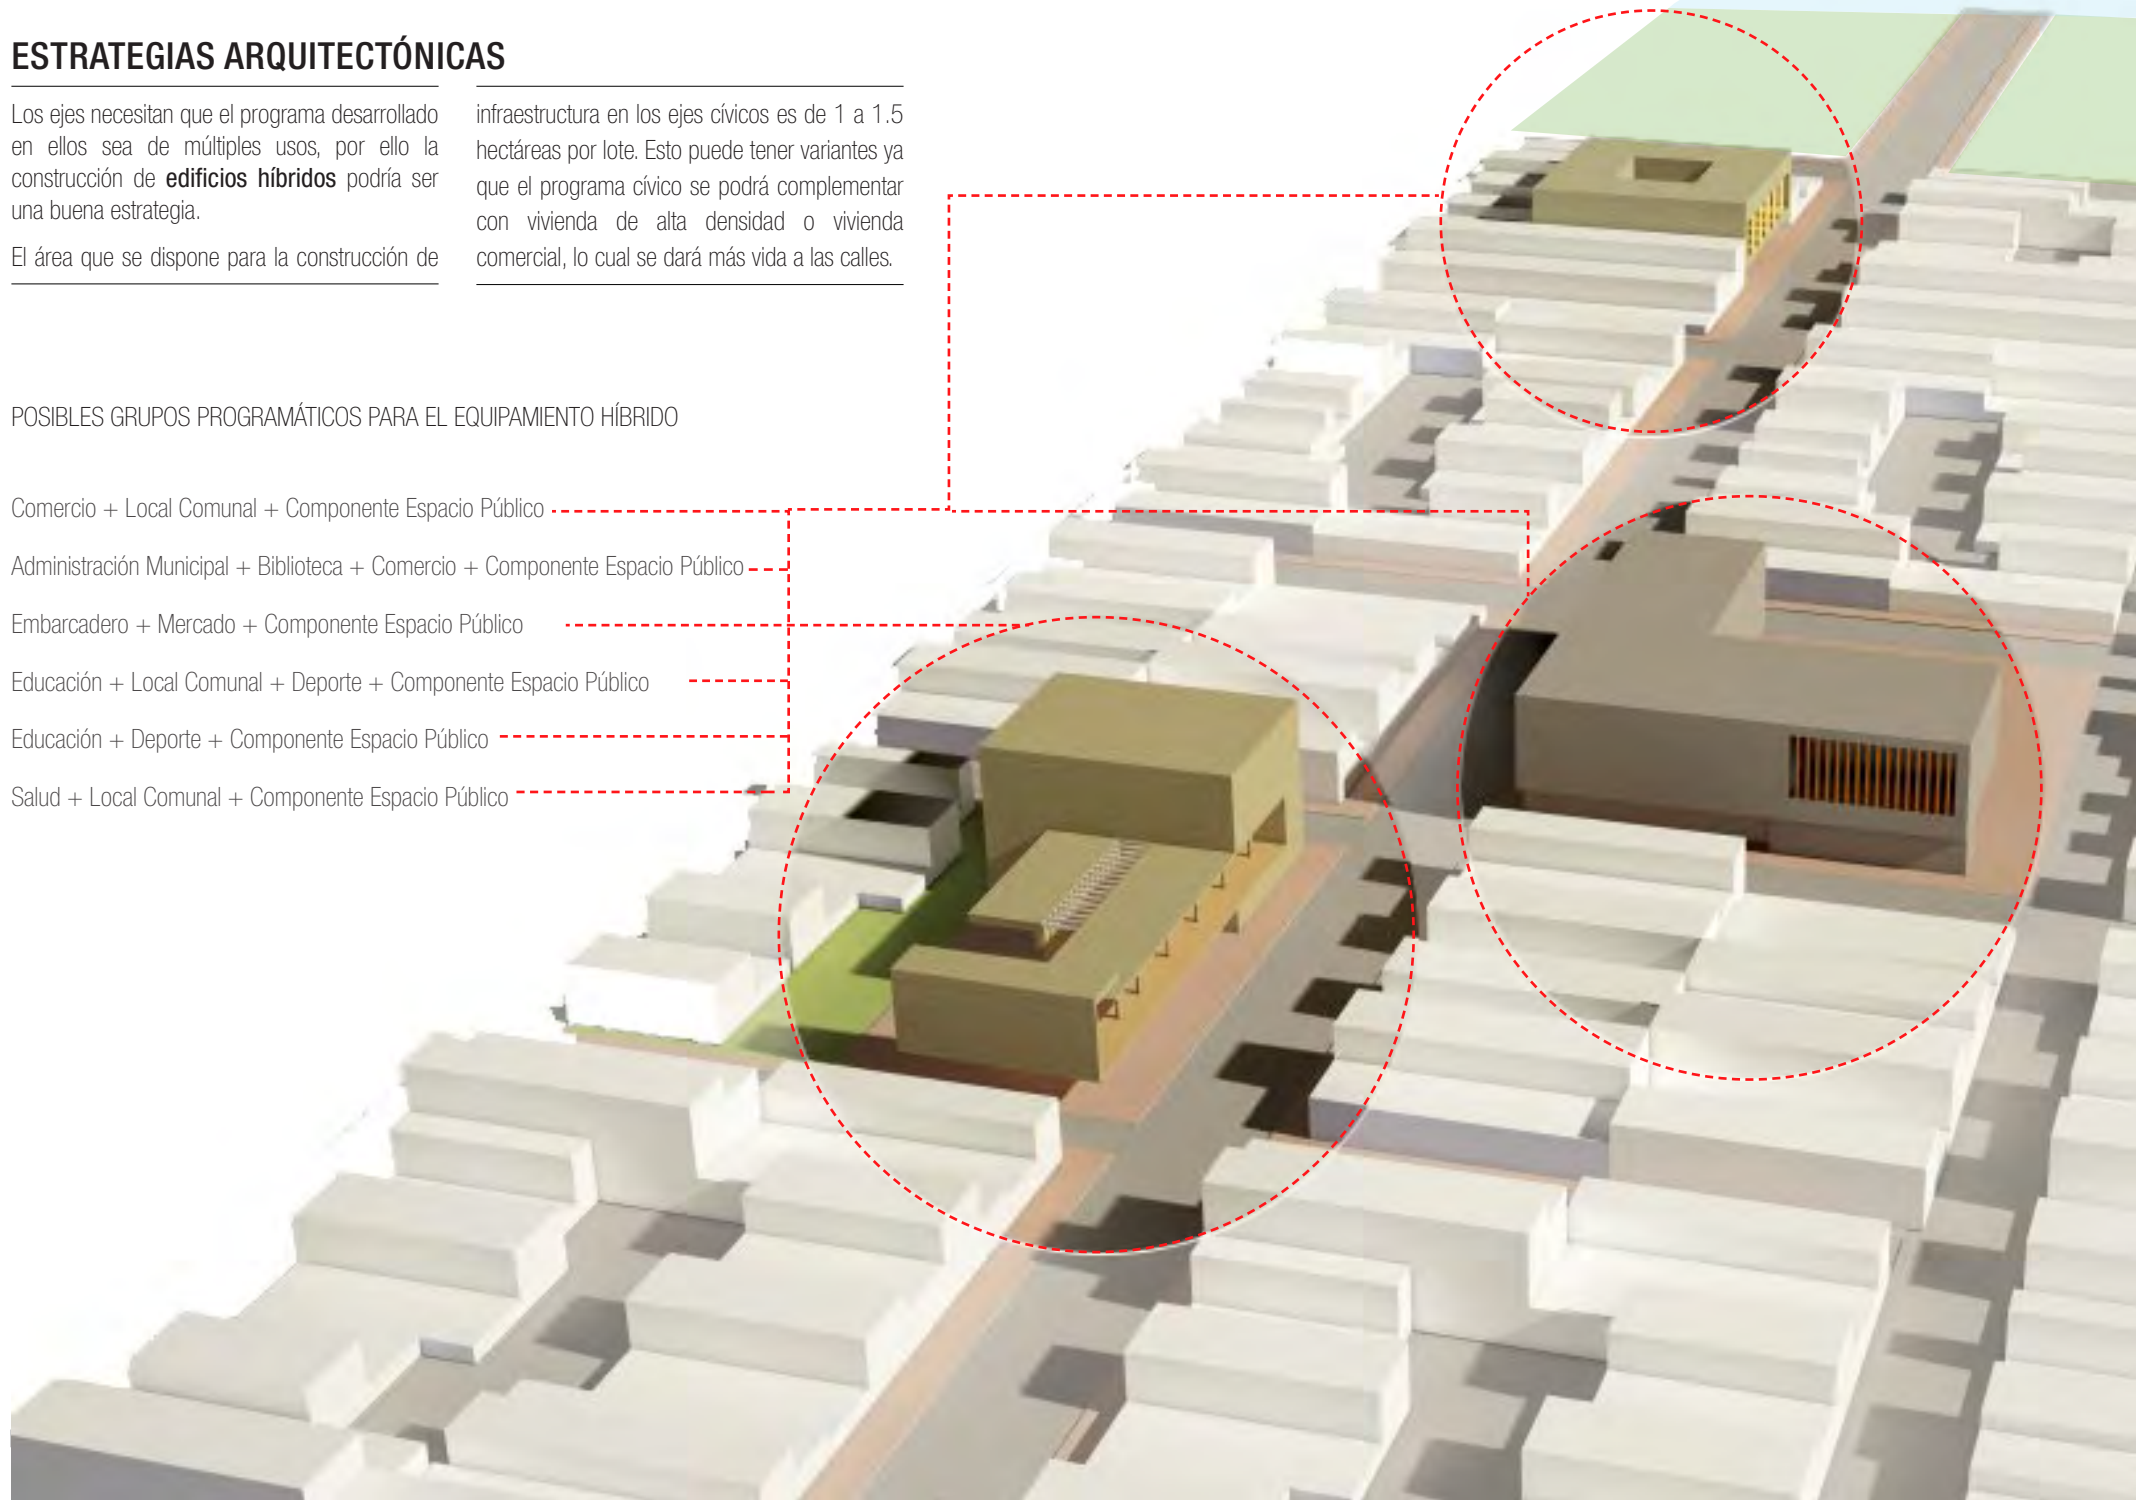 ESTRATEGIAS ARQUITECTÓNICAS
Los ejes necesitan que el programa desarrollado
en ellos sea de múltiples usos, por ello la
construcción de edificios híbridos podría ser
una buena estrategia.
El área que se dispone para la construcción de
infraestructura en los ejes cívicos es de 1 a 1.5
hectáreas por lote. Esto puede tener variantes ya
que el programa cívico se podrá complementar
con vivienda de alta densidad o vivienda
comercial, lo cual se dará más vida a las calles.
POSIBLES GRUPOS PROGRAMÁTICOS PARA EL EQUIPAMIENTO HÍBRIDO
Comercio + Local Comunal + Componente Espacio Público
Administración Municipal + Biblioteca + Comercio + Componente Espacio Público
Embarcadero + Mercado + Componente Espacio Público
Educación + Local Comunal + Deporte + Componente Espacio Público
Educación + Deporte + Componente Espacio Público
Salud + Local Comunal + Componente Espacio Público